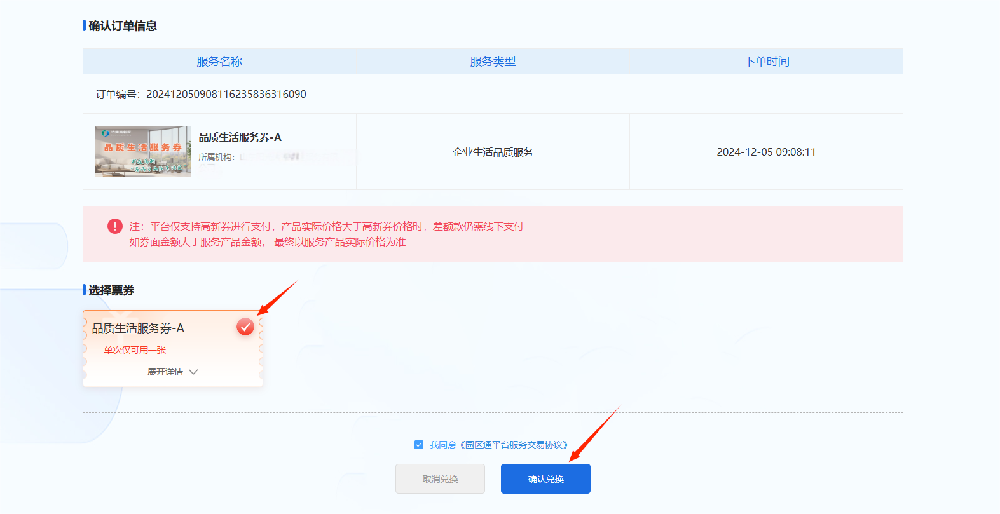 确认订单信息
服务名称 服务类型 下单时间
订单编号：2024120509081162358363​16090
品质生活服务券
品质生活服务券-A
所属机构：
企业生活品质服务
2024-12-05 09:08:11
注：平台仅支持高新券进行支付，产品实际价格大于高新券价格时，差额款仍需线下支付
如券面金额大于服务产品金额， 最终以服务产品实际价格为准
选择票券
品质生活服务券-A
单次仅可用一张
展开详情
我同意《园区通平台服务交易协议》
取消兑换
确认兑换